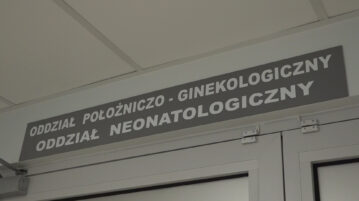 ODDZIAŁ POŁOŻNICZO - GINEKOLOGICZNY
ODDZIAŁ NEONATOLOGICZNY